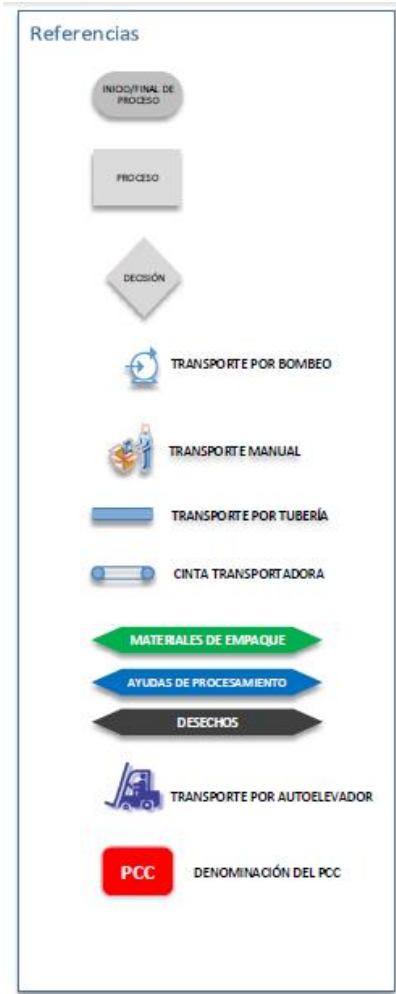 Referencias
INICIO/FINAL DE
PROCESO
PROCESO
DECISIÓN
TRANSPORTE POR BOMBEO
TRANSPORTE MANUAL
TRANSPORTE POR TUBERÍA
CINTA TRANSPORTADORA
MATERIALES DE EMPAQUE
AYUDAS DE PROCESAMIENTO
DESECHOS
TRANSPORTE POR AUTOELEVADOR
PCC DENOMINACIÓN DEL PCC